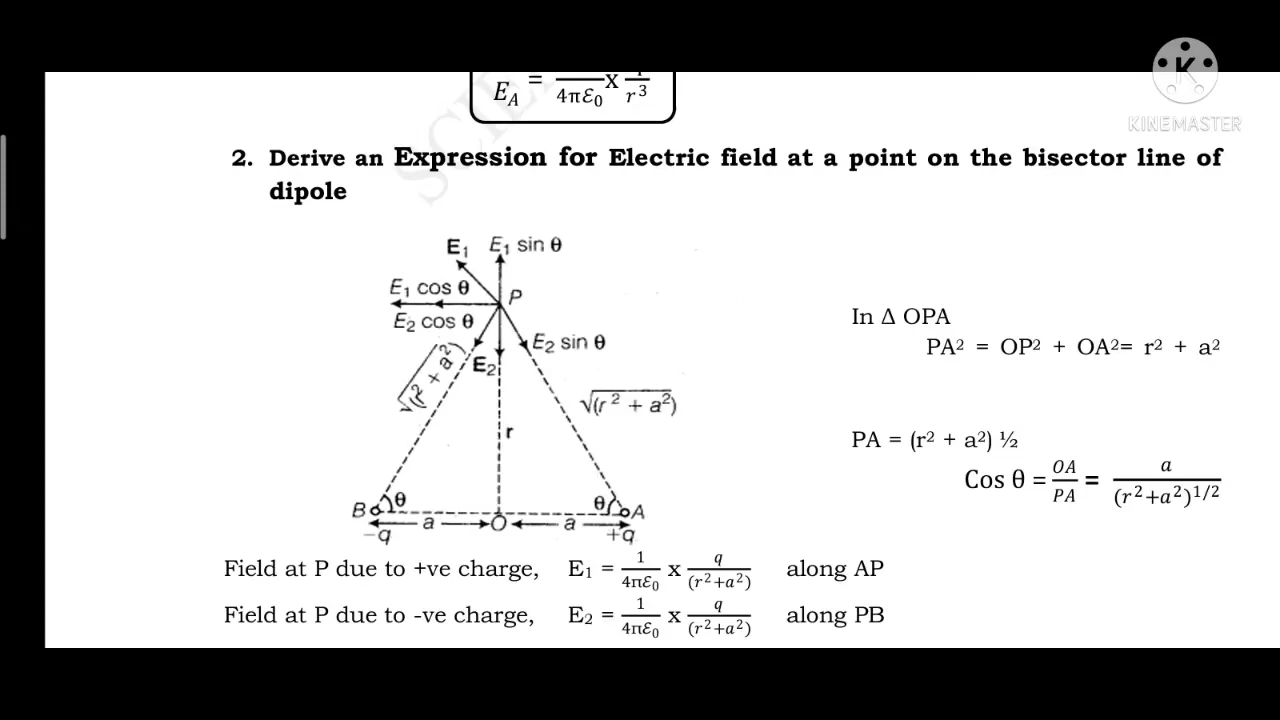 E_A = 1/4πε₀ x 1/r³
KINEMASTER
2. Derive an Expression for Electric field at a point on the bisector line of
dipole
E₁ E₁ sin θ
E₁ cos θ P
E₂ cos θ
E₂ sin θ
E₂
√(r² + a²)
√(r² + a²)
r
B θ θ A
a O a
-q +q
In Δ OPA
PA² = OP² + OA²= r² + a²
PA = (r² + a²) ½
Cos θ = OA/PA = a/(r²+a²)^1/2
Field at P due to +ve charge, E₁ = 1/4πε₀ x q/(r²+a²) along AP
Field at P due to -ve charge, E₂ = 1/4πε₀ x q/(r²+a²) along PB